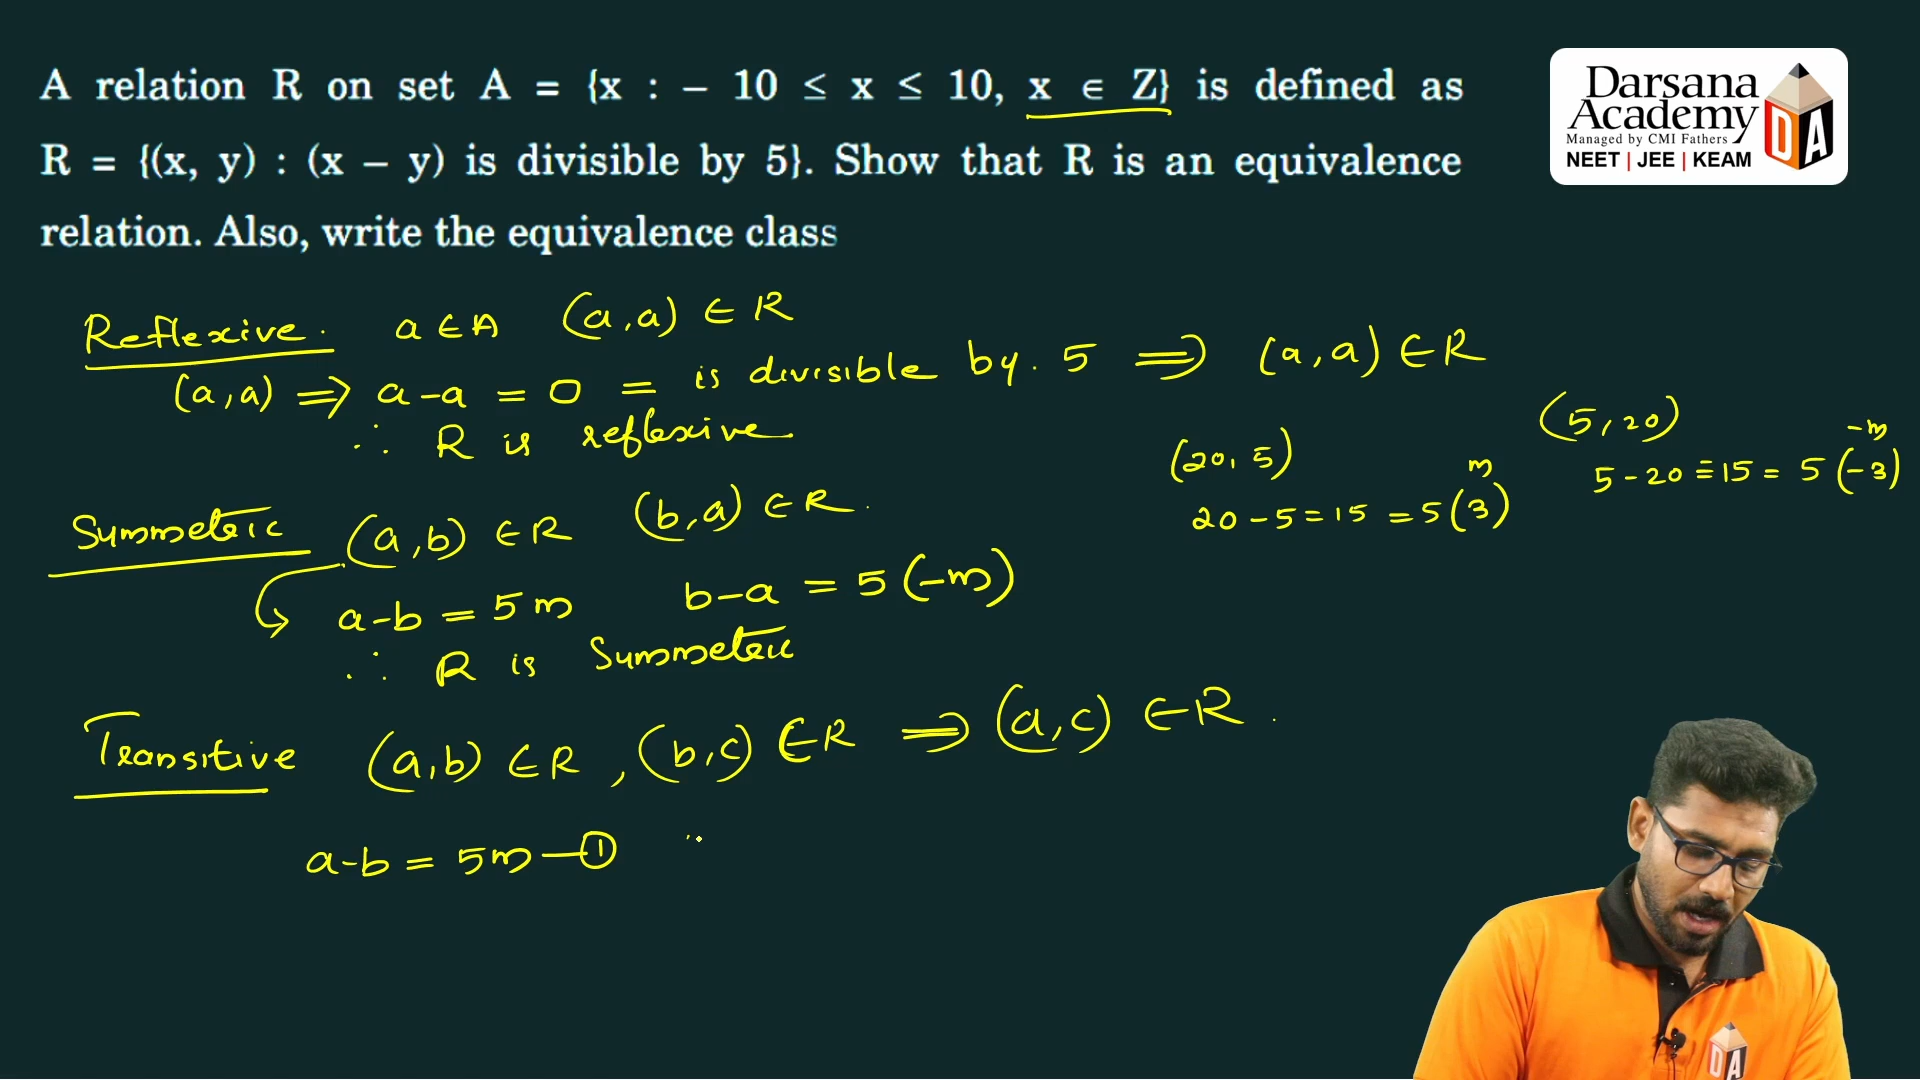 A relation R on set A = {x : – 10 ≤ x ≤ 10, x ∈ Z} is defined as
R = {(x, y) : (x – y) is divisible by 5}. Show that R is an equivalence
relation. Also, write the equivalence class
Darsana
Academy
Managed by CMI Fathers
NEET | JEE | KEAM
DA
Reflexive. a ∈ A (a,a) ∈ R
(a,a) ⟹ a-a = 0 = is divisible by. 5 ⟹ (a,a) ∈ R
∴ R is reflexive
(20, 5)
20-5=15 = 5(3)
m
(5,20)
5-20=-15 = 5(-3)
-m
Symmetric (a,b) ∈ R (b,a) ∈ R.
a-b = 5m b-a = 5(-m)
∴ R is Symmetric
Transitive (a,b) ∈ R, (b,c) ∈ R ⟹ (a,c) ∈ R.
a-b = 5m — ①
DA